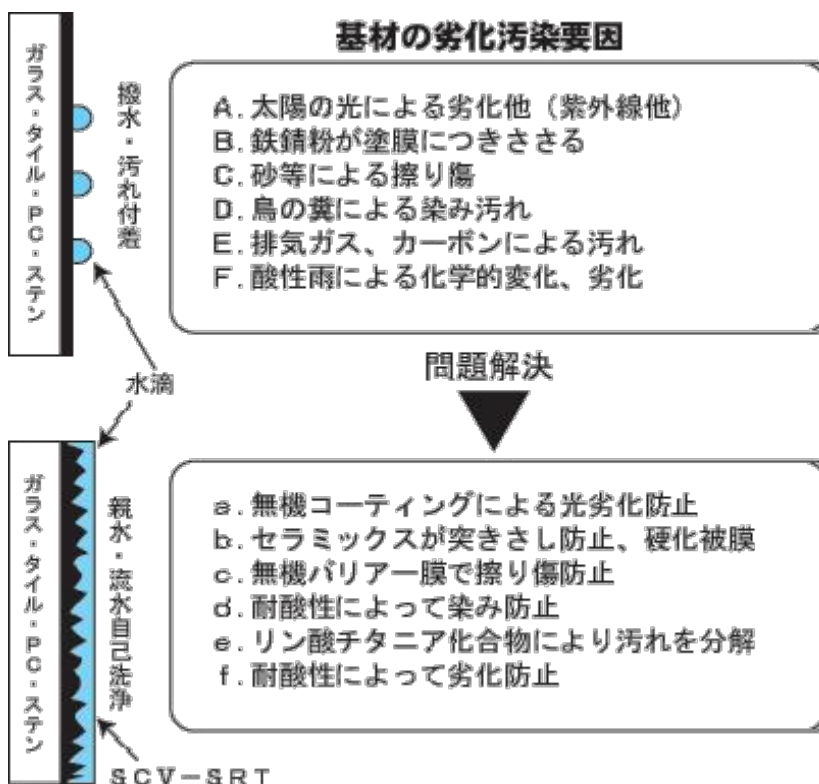 基材の劣化汚染要因
ガラス・タイル・PC・ステン
撥水・汚れ付着
A.太陽の光による劣化他（紫外線他）
B.鉄錆粉が塗膜につきささる
C.砂等による擦り傷
D.鳥の糞による染み汚れ
E.排気ガス、カーボンによる汚れ
F.酸性雨による化学的変化、劣化
水滴
問題解決
ガラス・タイル・PC・ステン
親水・流水自己洗浄
a.無機コーティングによる光劣化防止
b.セラミックスが突きさし防止、硬化被膜
c.無機バリアー膜で擦り傷防止
d.耐酸性によって染み防止
e.リン酸チタニア化合物により汚れを分解
f.耐酸性によって劣化防止
SCV－SRT